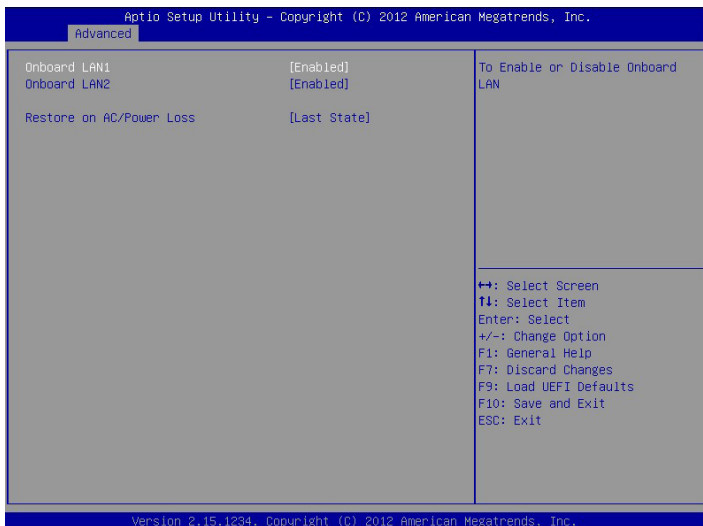 Aptio Setup Utility – Copyright (C) 2012 American Megatrends, Inc.
Advanced
Onboard LAN1 [Enabled]
Onboard LAN2 [Enabled]
Restore on AC/Power Loss [Last State]
To Enable or Disable Onboard
LAN
↔: Select Screen
↑↓: Select Item
Enter: Select
+/-: Change Option
F1: General Help
F7: Discard Changes
F9: Load UEFI Defaults
F10: Save and Exit
ESC: Exit
Version 2.15.1234. Copyright (C) 2012 American Megatrends, Inc.